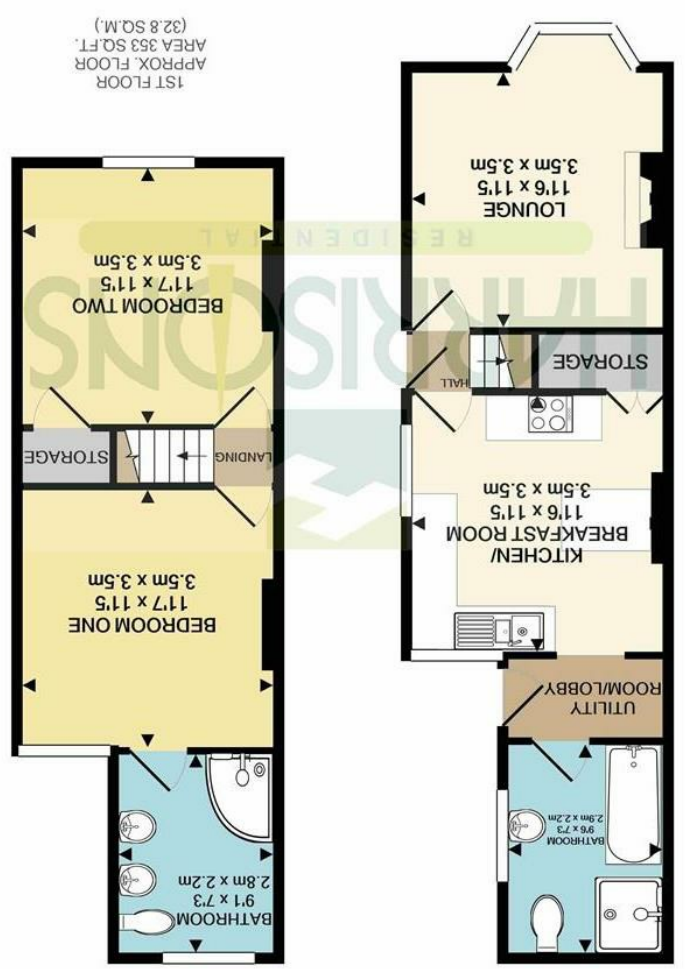 BATHROOM
9'6 x 7'3
2.9m x 2.2m
UTILITY
ROOM/LOBBY
KITCHEN/
BREAKFAST ROOM
11'6 x 11'5
3.5m x 3.5m
STORAGE
HALL
LOUNGE
11'6 x 11'5
3.5m x 3.5m
BATHROOM
9'1 x 7'3
2.8m x 2.2m
BEDROOM ONE
11'7 x 11'5
3.5m x 3.5m
LANDING
STORAGE
BEDROOM TWO
11'7 x 11'5
3.5m x 3.5m
1ST FLOOR
APPROX. FLOOR
AREA 353 SQ.FT.
(32.8 SQ.M.)
HARRISONS
RESIDENTIAL